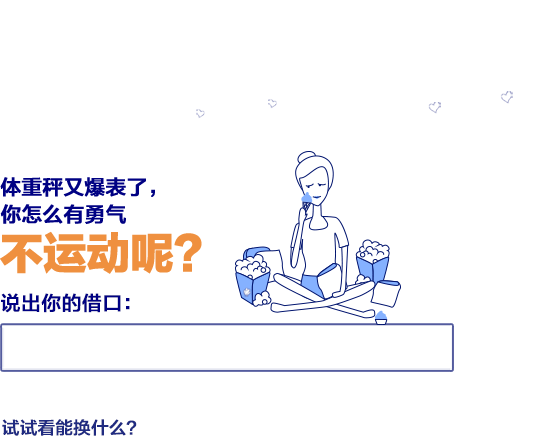 体重秤又爆表了，
你怎么有勇气
不运动呢？
说出你的借口：
试试看能换什么？